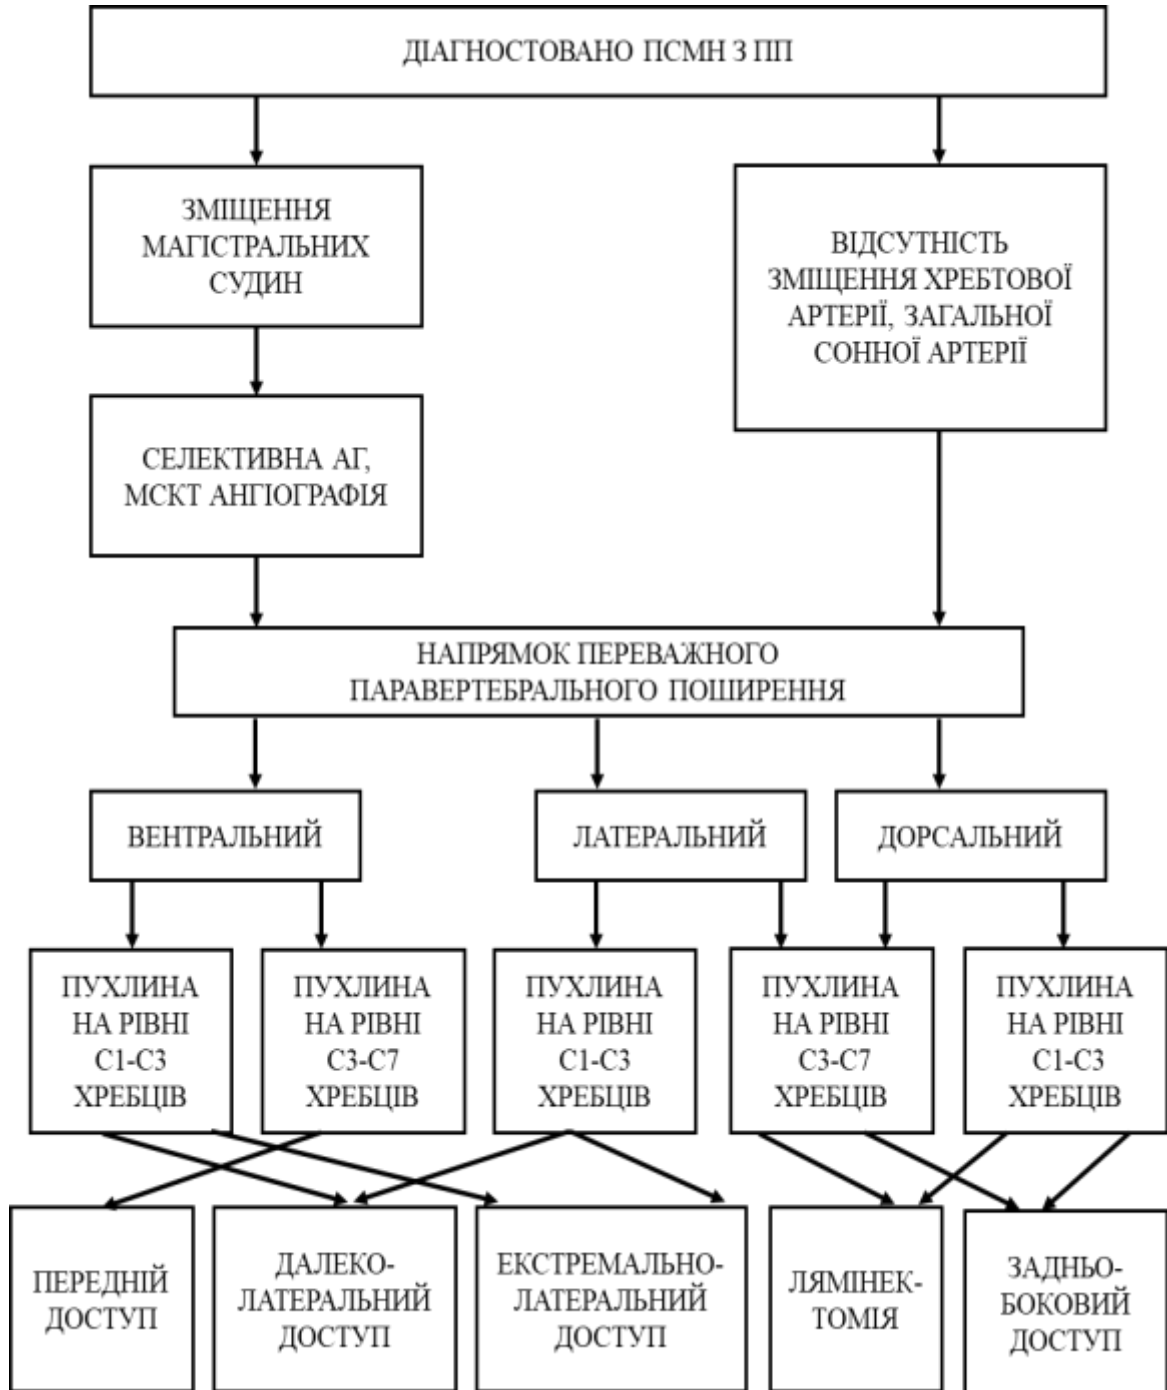 ДІАГНОСТОВАНО ПСМН З ПП
ЗМІЩЕННЯ
МАГІСТРАЛЬНИХ
СУДИН
ВІДСУТНІСТЬ
ЗМІЩЕННЯ ХРЕБТОВОЇ
АРТЕРІЇ, ЗАГАЛЬНОЇ
СОННОЇ АРТЕРІЇ
СЕЛЕКТИВНА АГ,
МСКТ АНГІОГРАФІЯ
НАПРЯМОК ПЕРЕВАЖНОГО
ПАРАВЕРТЕБРАЛЬНОГО ПОШИРЕННЯ
ВЕНТРАЛЬНИЙ
ЛАТЕРАЛЬНИЙ
ДОРСАЛЬНИЙ
ПУХЛИНА
НА РІВНІ
С1-С3
ХРЕБЦІВ
ПУХЛИНА
НА РІВНІ
С3-С7
ХРЕБЦІВ
ПУХЛИНА
НА РІВНІ
С1-С3
ХРЕБЦІВ
ПУХЛИНА
НА РІВНІ
С3-С7
ХРЕБЦІВ
ПУХЛИНА
НА РІВНІ
С1-С3
ХРЕБЦІВ
ПЕРЕДНІЙ
ДОСТУП
ДАЛЕКО-
ЛАТЕРАЛЬНИЙ
ДОСТУП
ЕКСТРЕМАЛЬНО-
ЛАТЕРАЛЬНИЙ
ДОСТУП
ЛЯМІНЕК-
ТОМІЯ
ЗАДНЬО-
БОКОВИЙ
ДОСТУП